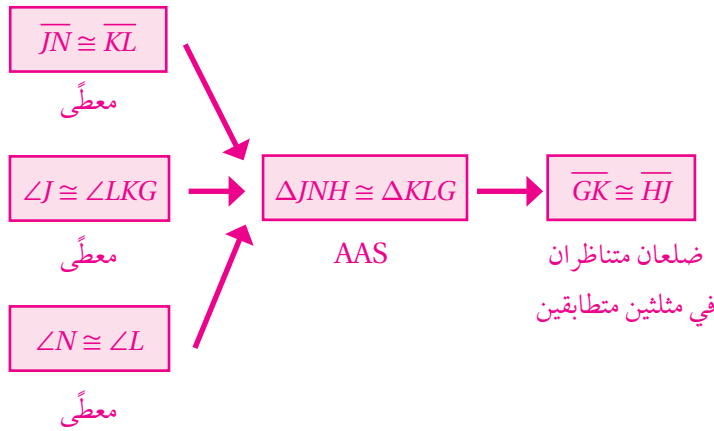 JN ≅ KL
معطًى
∠J ≅ ∠LKG
معطًى
∠N ≅ ∠L
معطًى
ΔJNH ≅ ΔKLG
AAS
GK ≅ HJ
ضلعان متناظران
في مثلثين متطابقين